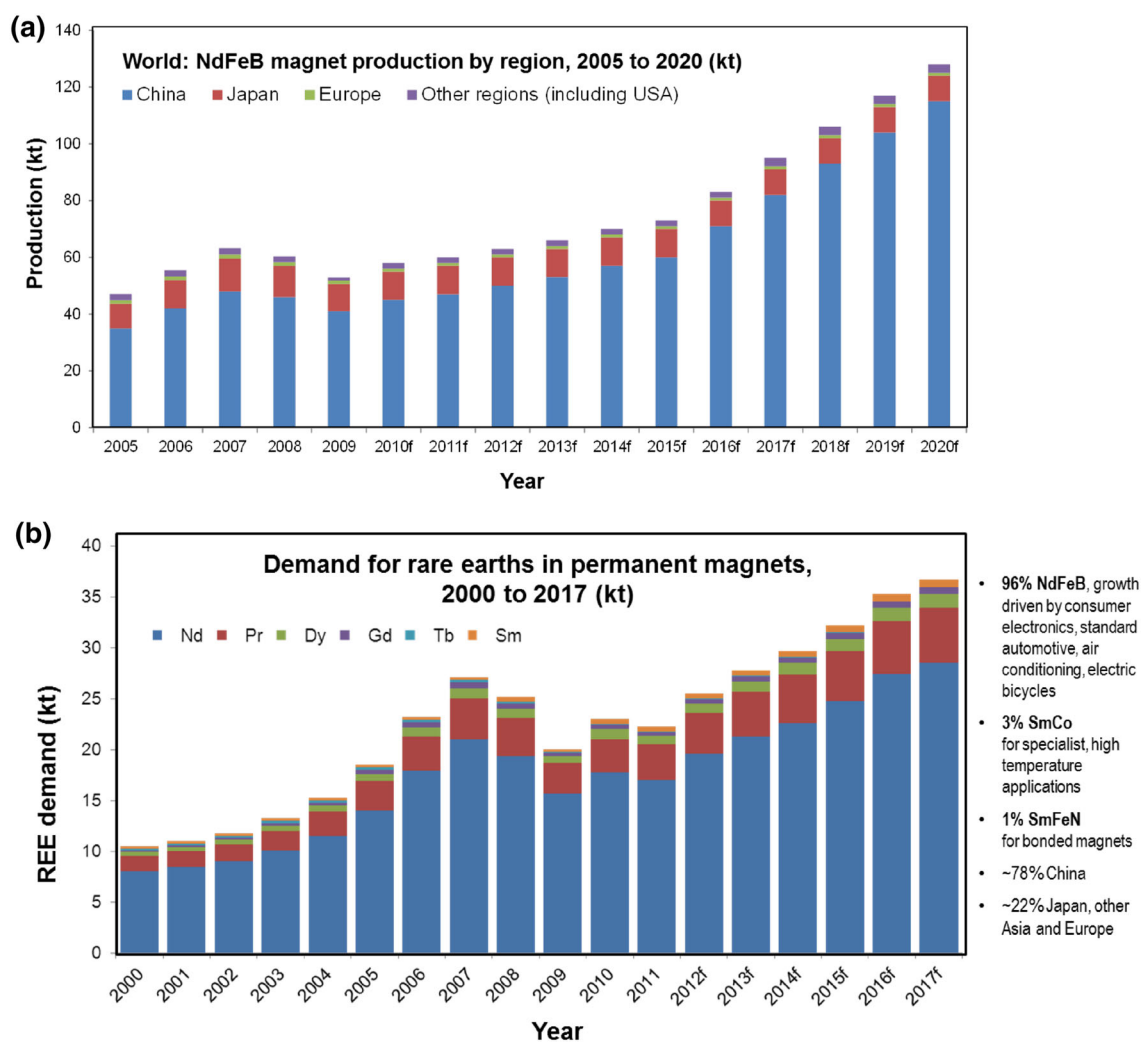 (a)
World: NdFeB magnet production by region, 2005 to 2020 (kt)
China Japan Europe Other regions (including USA)
Production (kt)
140
120
100
80
60
40
20
0
2005 2006 2007 2008 2009 2010f 2011f 2012f 2013f 2014f 2015f 2016f 2017f 2018f 2019f 2020f
Year
(b)
Demand for rare earths in permanent magnets,
2000 to 2017 (kt)
Nd Pr Dy Gd Tb Sm
REE demand (kt)
40
35
30
25
20
15
10
5
0
2000 2001 2002 2003 2004 2005 2006 2007 2008 2009 2010 2011 2012f 2013f 2014f 2015f 2016f 2017f
Year
• 96% NdFeB, growth
driven by consumer
electronics, standard
automotive, air
conditioning, electric
bicycles
• 3% SmCo
for specialist, high
temperature
applications
• 1% SmFeN
for bonded magnets
• ~78% China
• ~22% Japan, other
Asia and Europe